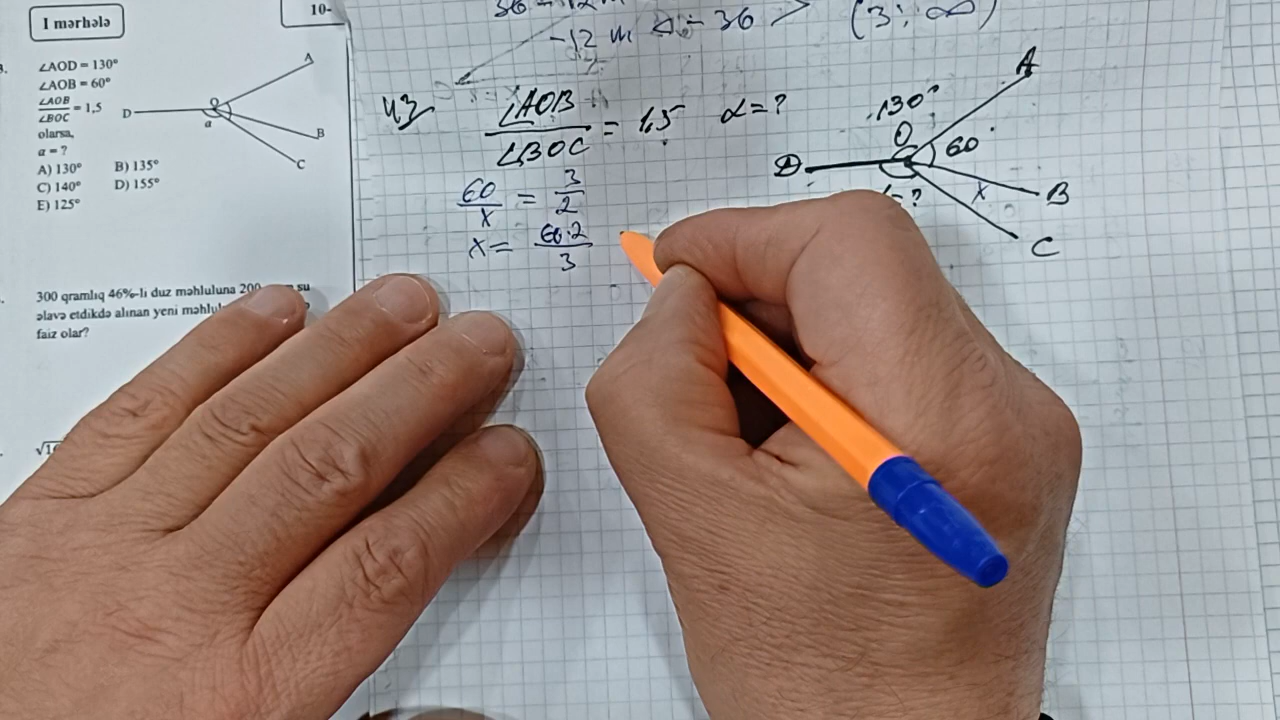 I mərhələ
10-
∠AOD = 130°
∠AOB = 60°
∠AOB
∠BOC
= 1,5
olarsa,
α = ?
A) 130° B) 135°
C) 140° D) 155°
E) 125°
D
O
α
A
B
C
300 qramlıq 46%-li duz məhluluna 200 su
əlavə etdikdə alınan yeni
faiz olar?
-12 m < - 36
(3; ∞)
43
∠AOB
∠BOC
= 1,5 α = ?
60/x = 3/2
x = 60·2/3
130°
O
60°
A
D
B
x
C
= ?